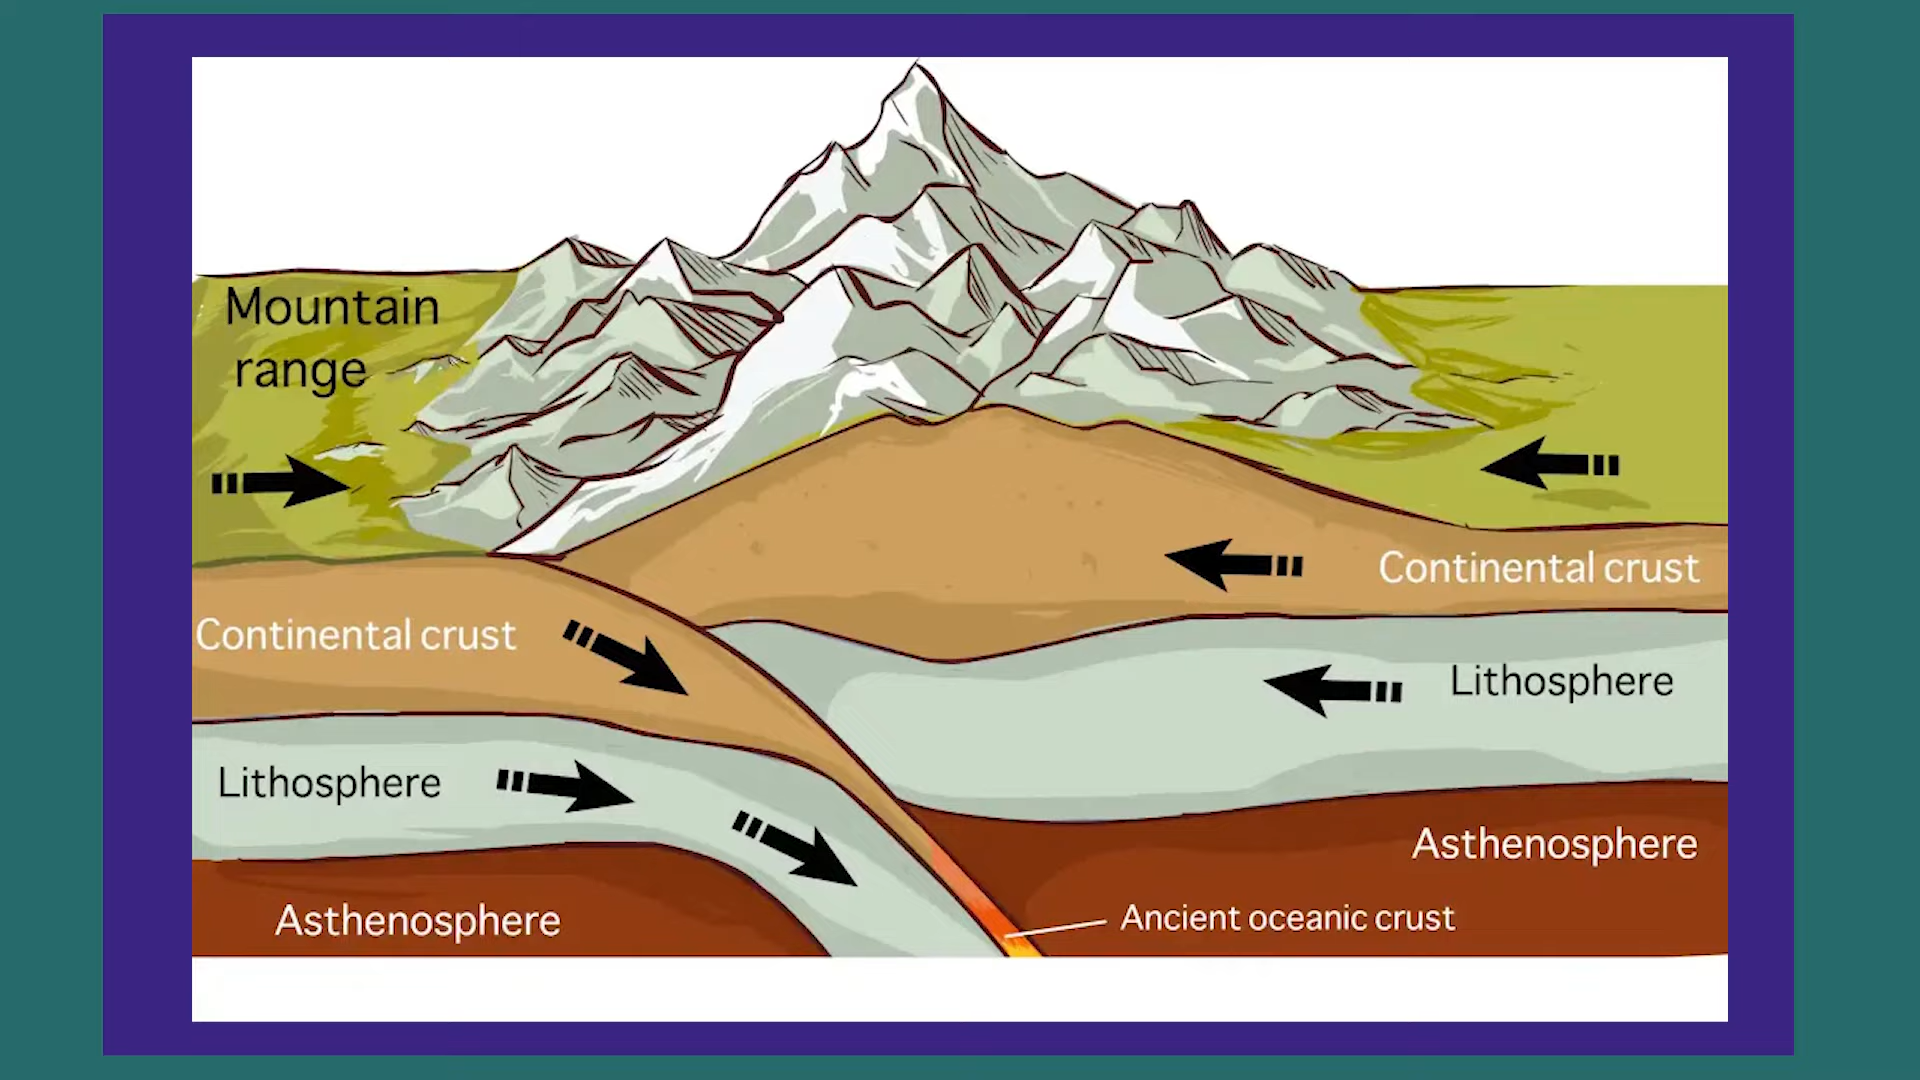 Mountain
range
Continental crust
Continental crust
Lithosphere
Lithosphere
Asthenosphere
Asthenosphere
Ancient oceanic crust